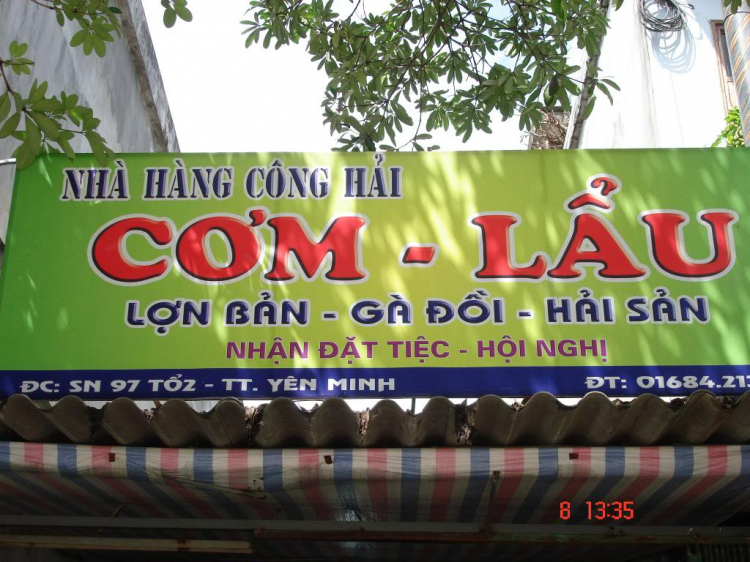 NHÀ HÀNG CÔNG HẢI
CƠM - LẨU
LỢN BẢN - GÀ ĐỒI - HẢI SẢN
NHẬN ĐẶT TIỆC - HỘI NGHỊ
ĐC: SN 97 TỔ2 - TT. YÊN MINH ĐT: 01684.213
8 13:35